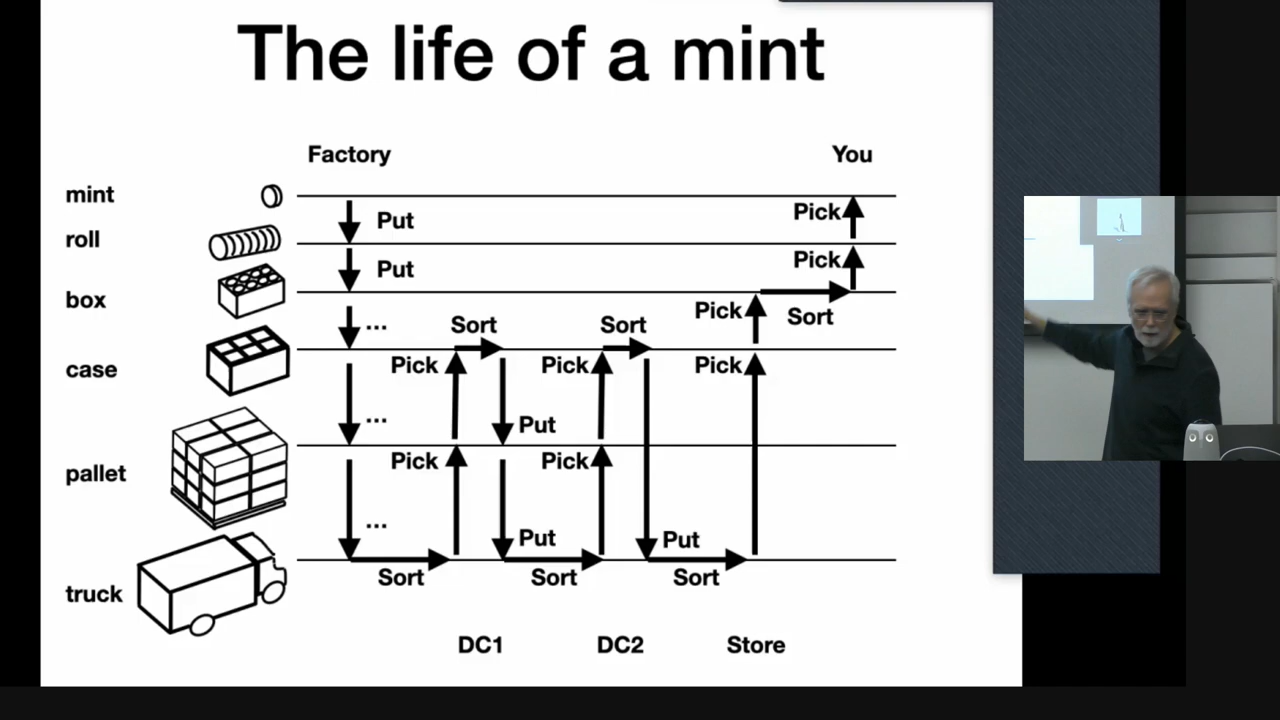 The life of a mint
Factory
You
mint
Put
Pick
roll
Put
Pick
box
Pick
Sort
...
Sort
Sort
case
Pick
Pick
Pick
...
Put
pallet
Pick
Pick
...
Put
Put
truck
Sort
Sort
Sort
DC1
DC2
Store